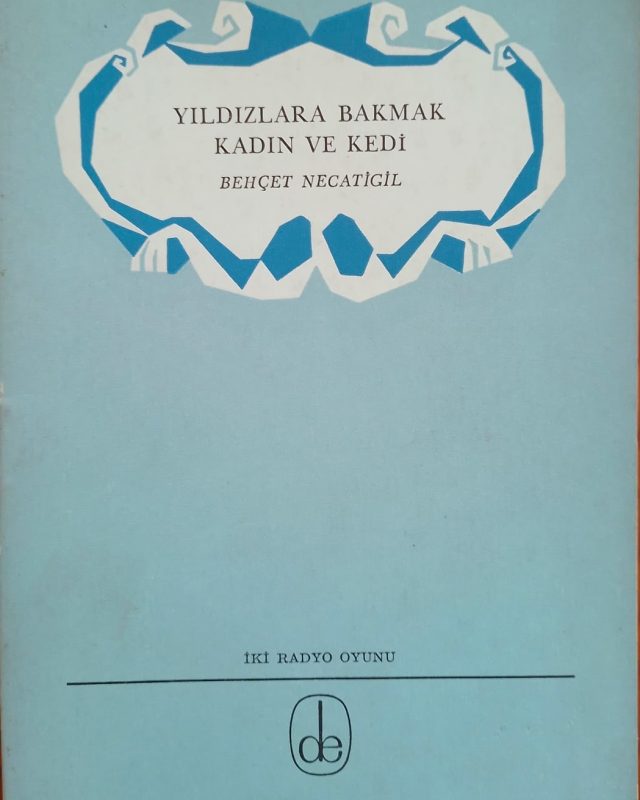 YILDIZLARA BAKMAK
KADIN VE KEDİ
BEHÇET NECATİGİL
İKİ RADYO OYUNU
de